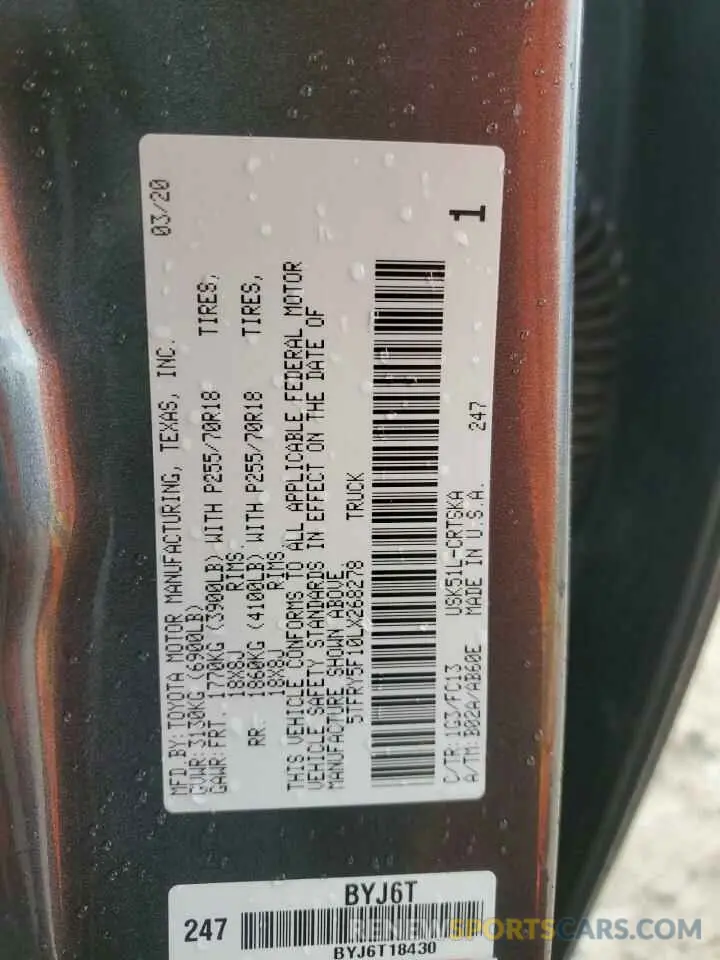 MFD.BY:TOYOTA MOTOR MANUFACTURING, TEXAS, INC. 03/20
GVWR:3130KG (6900LB)
GAWR:FRT. 1770KG (3900LB) WITH P255/70R18 TIRES,
18X8J RIMS
RR 1860KG (4100LB) WITH P255/70R18 TIRES,
18X8J RIMS.
THIS VEHICLE CONFORMS TO ALL APPLICABLE FEDERAL MOTOR
VEHICLE SAFETY STANDARDS IN EFFECT ON THE DATE OF
MANUFACTURE SHOWN ABOVE
5TFRY5F10LX268278 TRUCK
C/TR:1G3/FC13 USK51L-CRTSKA 247
A/TM:B02A/AB60E MADE IN U.S.A.
1
BYJ6T
247
BYJ6T18430
RENEWSPORTCARS.COM